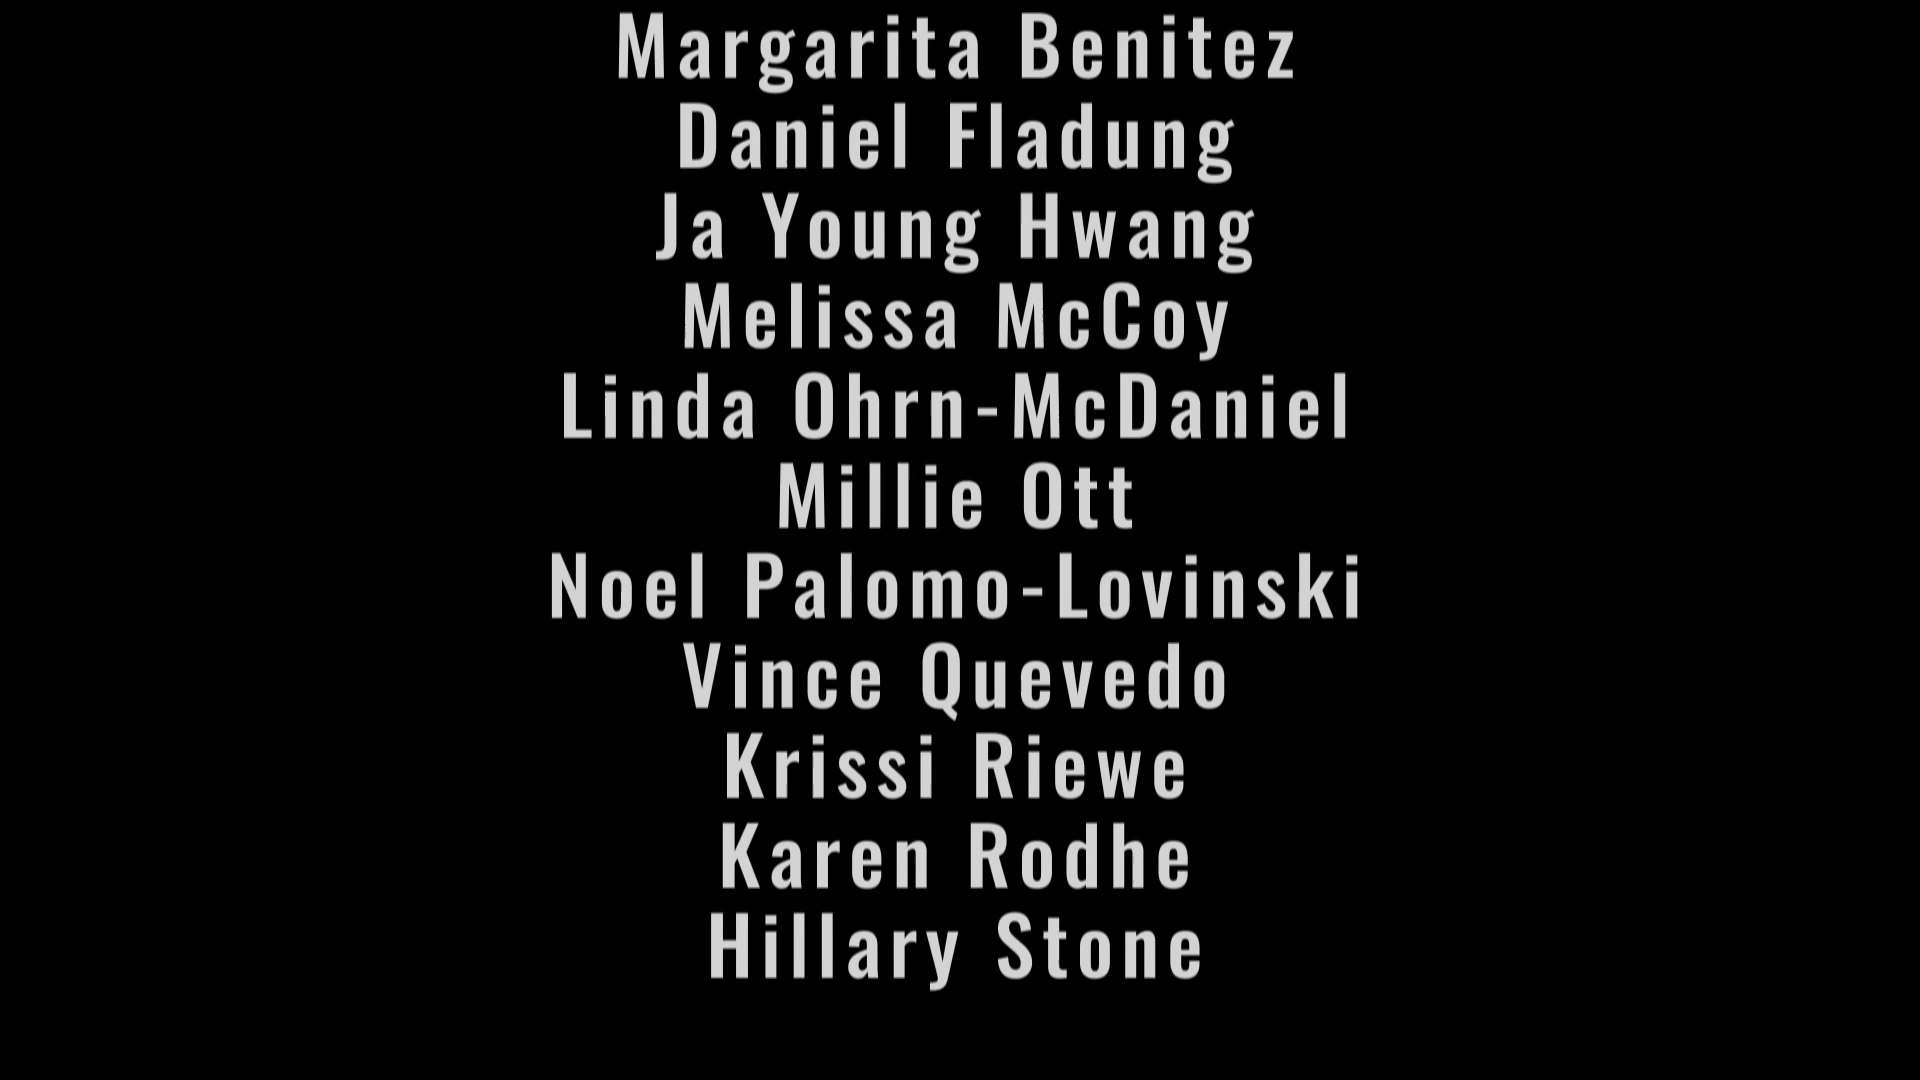 Margarita Benitez
Daniel Fladung
Ja Young Hwang
Melissa McCoy
Linda Ohrn-McDaniel
Millie Ott
Noel Palomo-Lovinski
Vince Quevedo
Krissi Riewe
Karen Rodhe
Hillary Stone